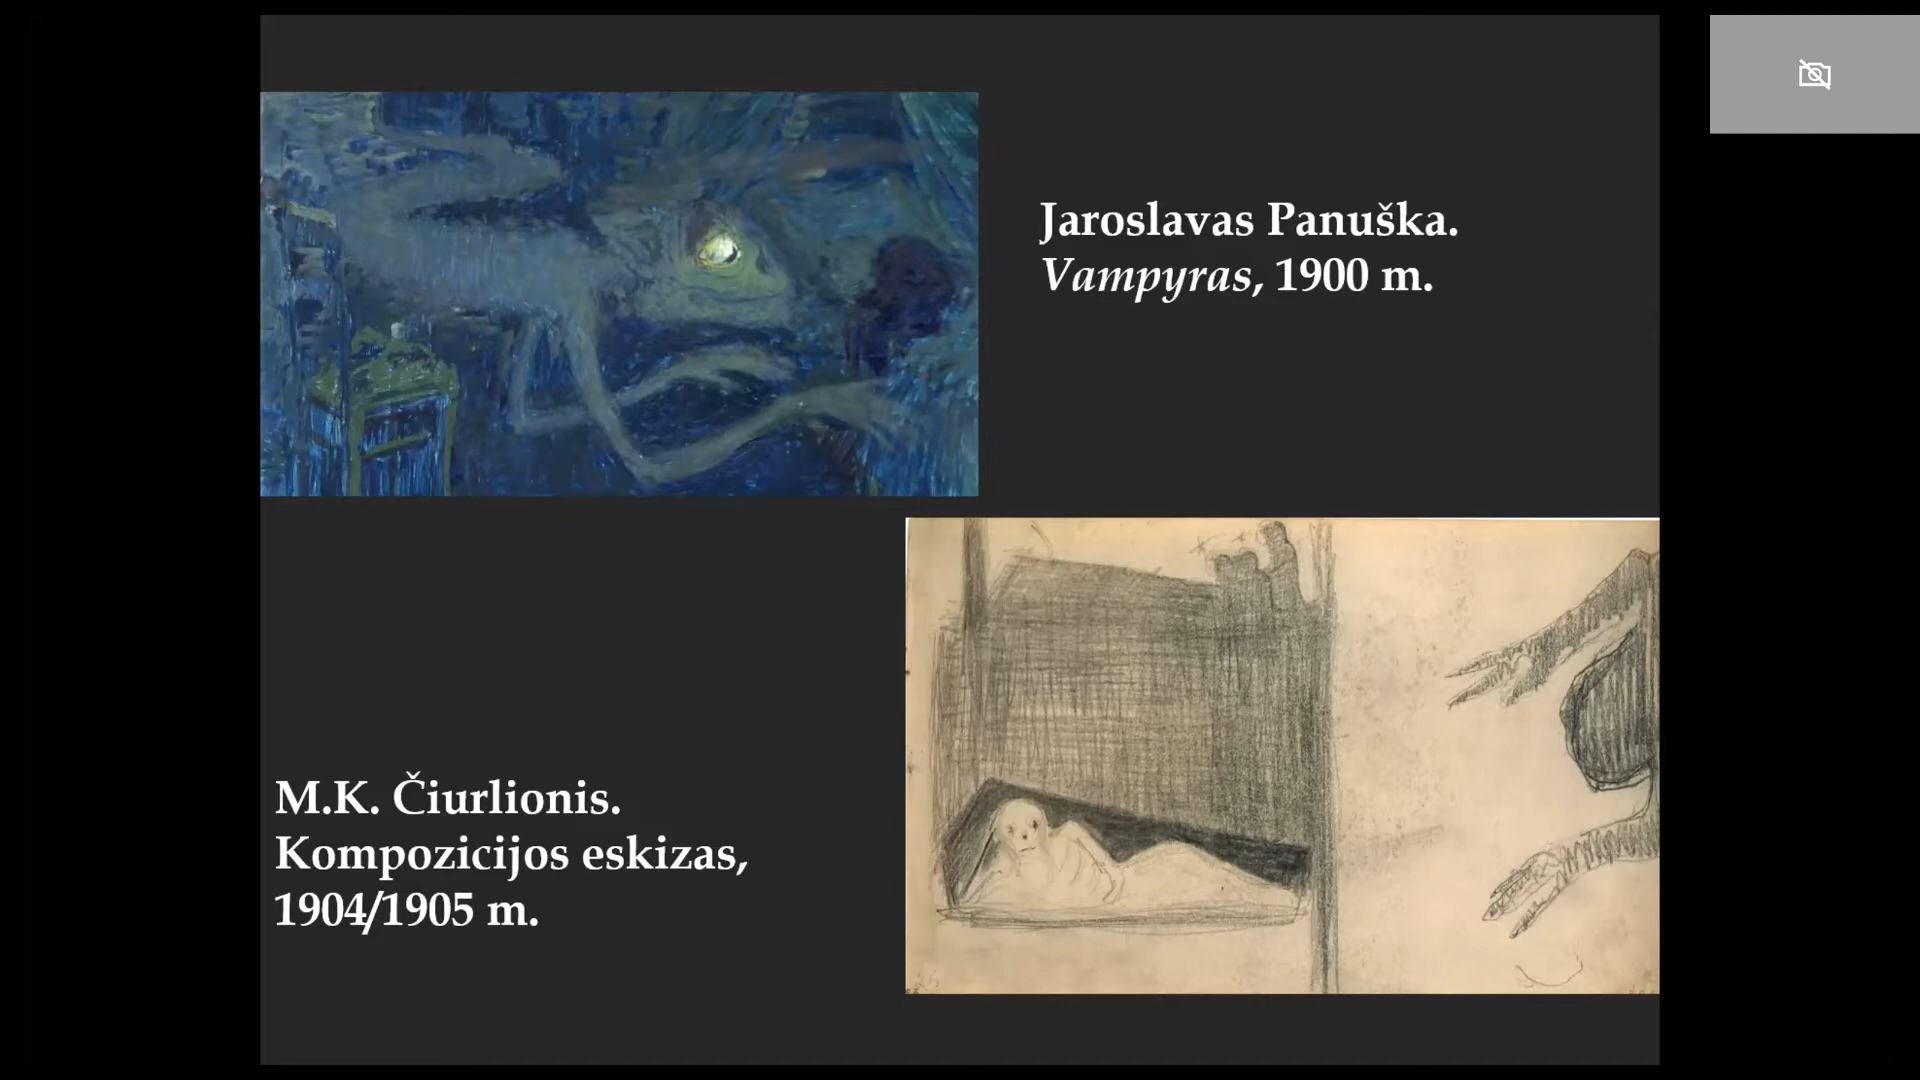 Jaroslavas Panuška.
Vampyras, 1900 m.
M.K. Čiurlionis.
Kompozicijos eskizas,
1904/1905 m.